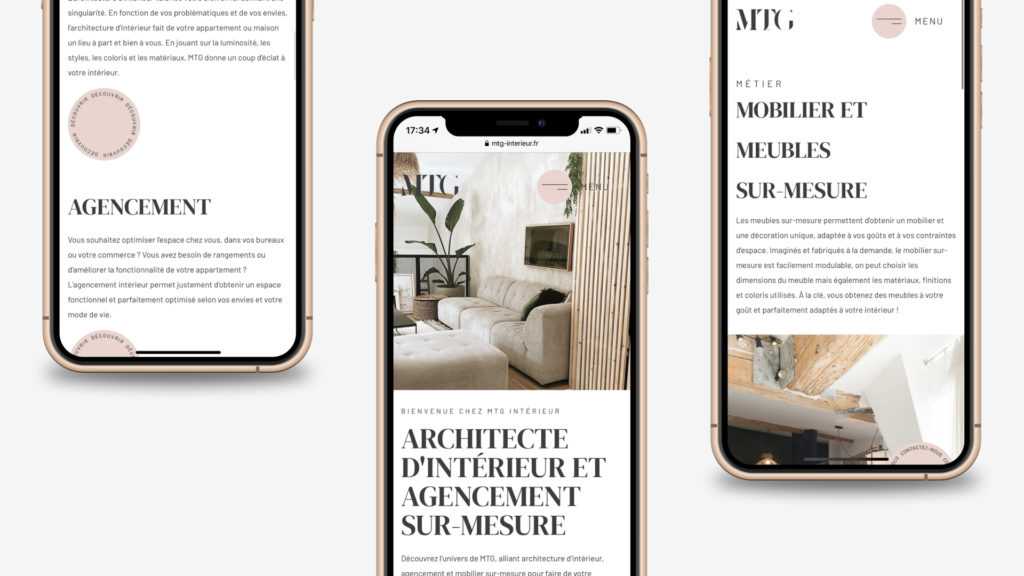 singularité. En fonction de vos problématiques et de vos envies,
l'architecture d'intérieur fait de votre appartement ou maison
un lieu à part et bien à vous. En jouant sur la luminosité, les
styles, les coloris et les matériaux, MTG donne un coup d'éclat à
votre intérieur.
DÉCOUVRIR DÉCOUVRIR DÉCOUVRIR DÉCOUVRIR
AGENCEMENT
Vous souhaitez optimiser l'espace chez vous, dans vos bureaux
ou votre commerce ? Vous avez besoin de rangements ou
d'améliorer la fonctionnalité de votre appartement ?
L'agencement intérieur permet justement d'obtenir un espace
fonctionnel et parfaitement optimisé selon vos envies et votre
mode de vie.
DÉCOUVRIR DÉCOUVRIR
17:34
mtg-interieur.fr
MTG
MENU
BIENVENUE CHEZ MTG INTÉRIEUR
ARCHITECTE
D'INTÉRIEUR ET
AGENCEMENT
SUR-MESURE
Découvrez l'univers de MTG, alliant architecture d'intérieur,
agencement et mobilier sur-mesure pour faire de votre
MTG
MENU
MÉTIER
MOBILIER ET
MEUBLES
SUR-MESURE
Les meubles sur-mesure permettent d'obtenir un mobilier et
une décoration unique, adaptée à vos goûts et à vos contraintes
d'espace. Imaginés et fabriqués à la demande, le mobilier sur-
mesure est facilement modulable, on peut choisir les
dimensions du meuble mais également les matériaux, finitions
et coloris utilisés. À la clé, vous obtenez des meubles à votre
goût et parfaitement adaptés à votre intérieur !
CONTACTEZ-NOUS